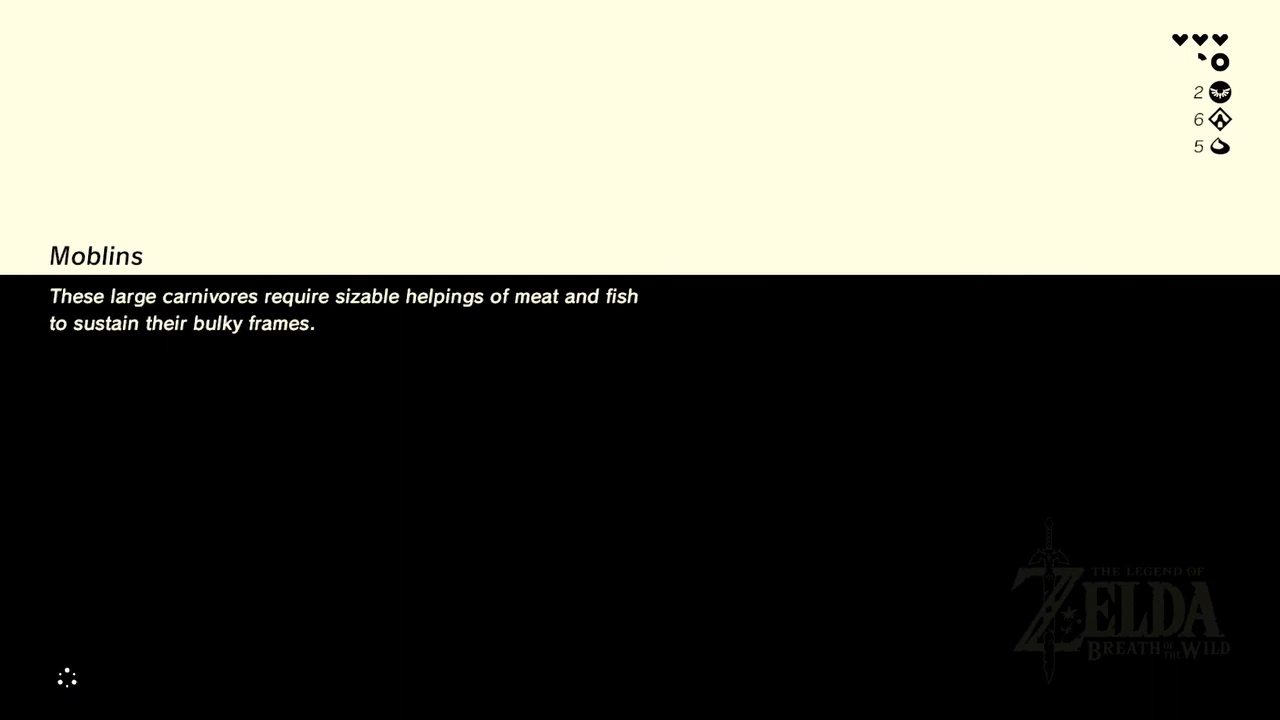 2
6
5
Moblins
These large carnivores require sizable helpings of meat and fish
to sustain their bulky frames.
THE LEGEND OF
ZELDA
BREATH OF THE WILD